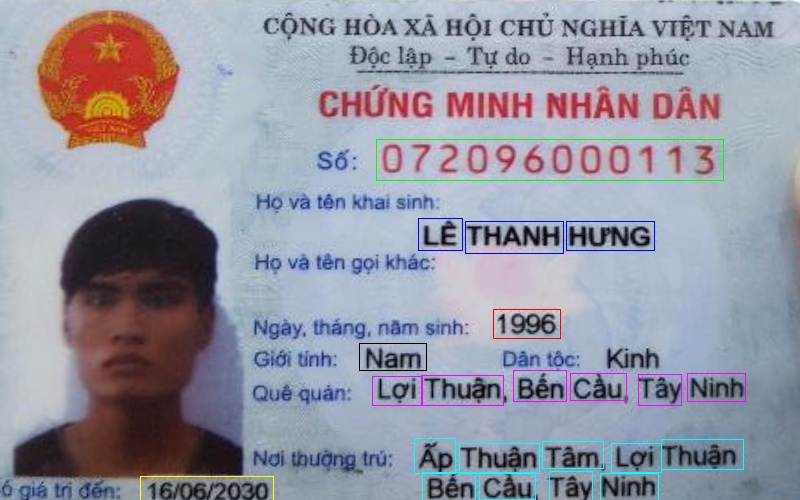 CỘNG HÒA XÃ HỘI CHỦ NGHĨA VIỆT NAM
Độc lập - Tự do - Hạnh phúc
CHỨNG MINH NHÂN DÂN
VIỆT NAM
Số: 072096000113
Họ và tên khai sinh:
LÊ THANH HƯNG
Họ và tên gọi khác:
Ngày, tháng, năm sinh: 1996
Giới tính: Nam Dân tộc: Kinh
Quê quán: Lợi Thuận, Bến Cầu, Tây Ninh
Nơi thường trú: Ấp Thuận Tâm, Lợi Thuận
Bến Cầu, Tây Ninh
ó giá trị đến: 16/06/2030